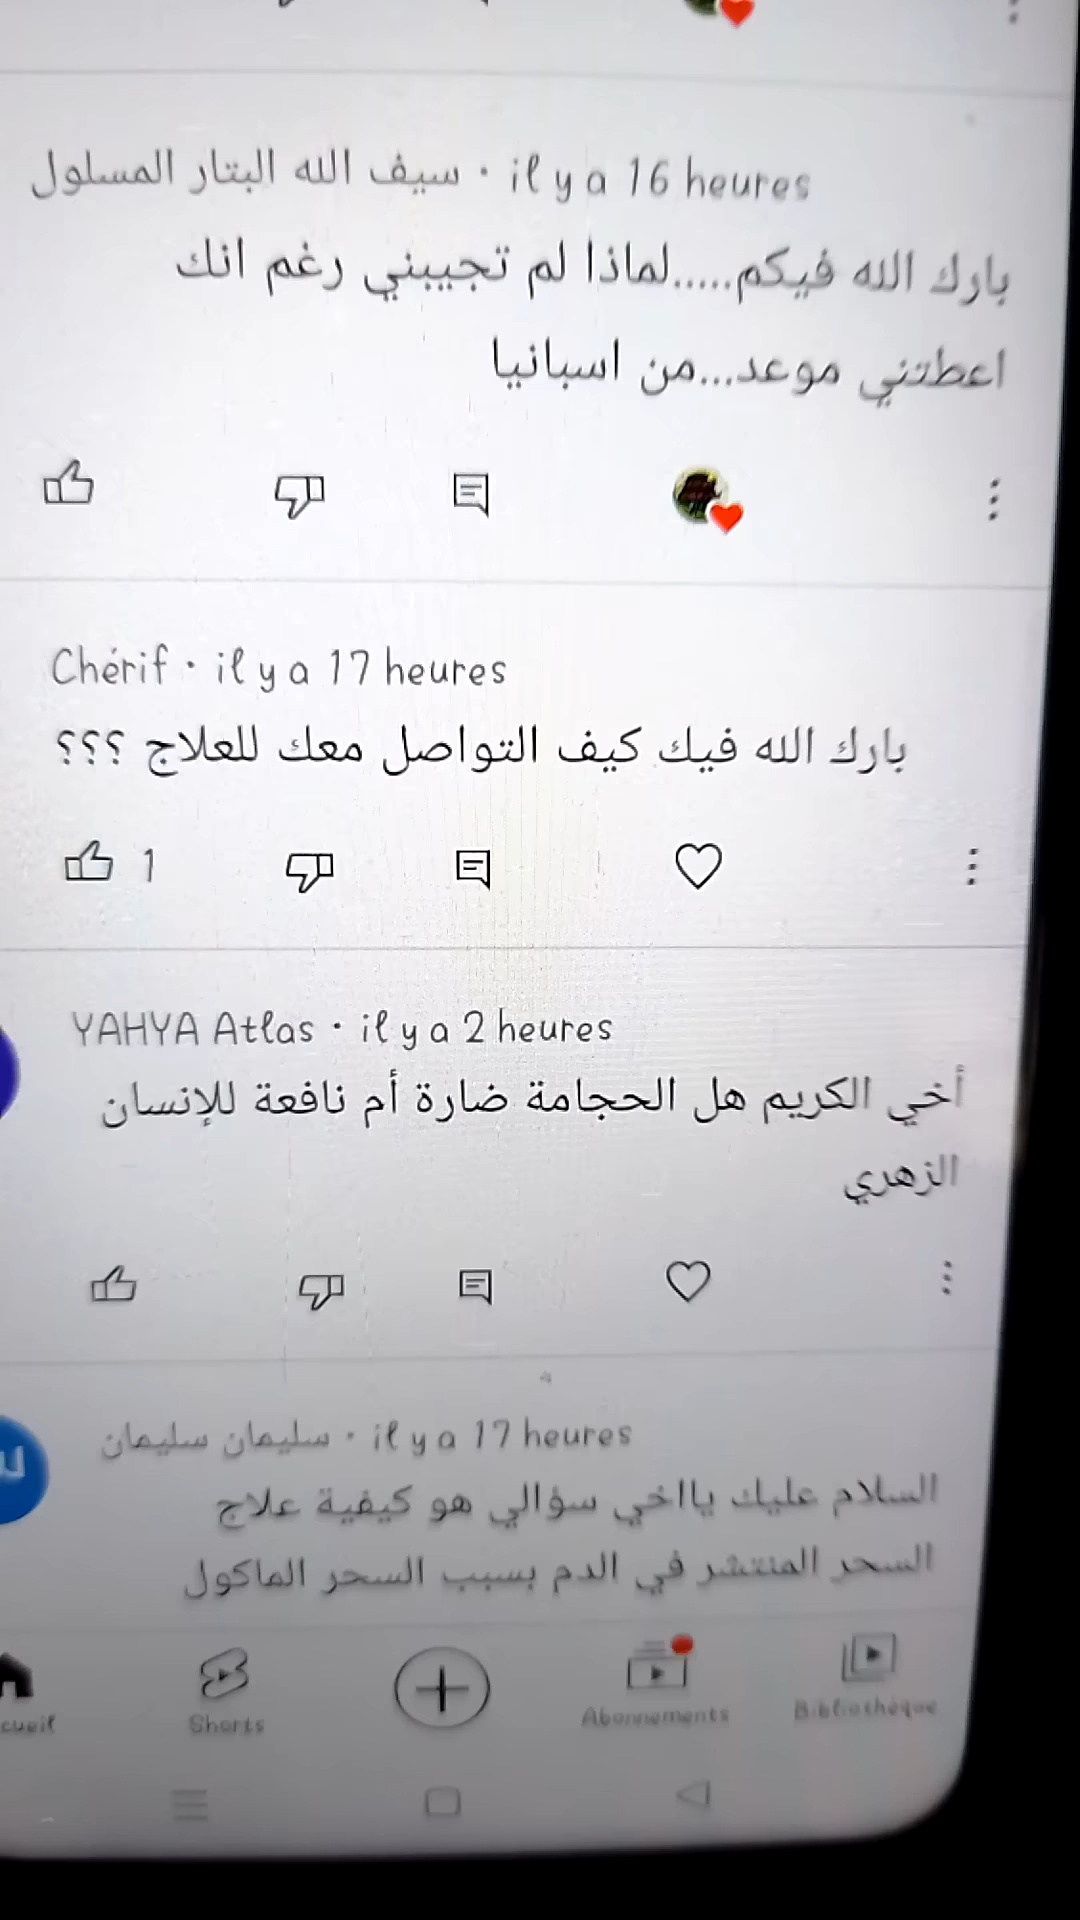 سيف الله البتار المسلول · il y a 16 heures
بارك الله فيكم.....لماذا لم تجيبني رغم انك
اعطتني موعد...من اسبانيا
Chérif · il y a 17 heures
بارك الله فيك كيف التواصل معك للعلاج ؟؟؟
1
YAHYA Atlas · il y a 2 heures
أخي الكريم هل الحجامة ضارة أم نافعة للإنسان
الزهري
سليمان سليمان · il y a 17 heures
السلام عليك يااخي سؤالي هو كيفية علاج
السحر المنتشر في الدم بسبب السحر الماكول
cueil
Shorts
Abonnements
Bibliothèque